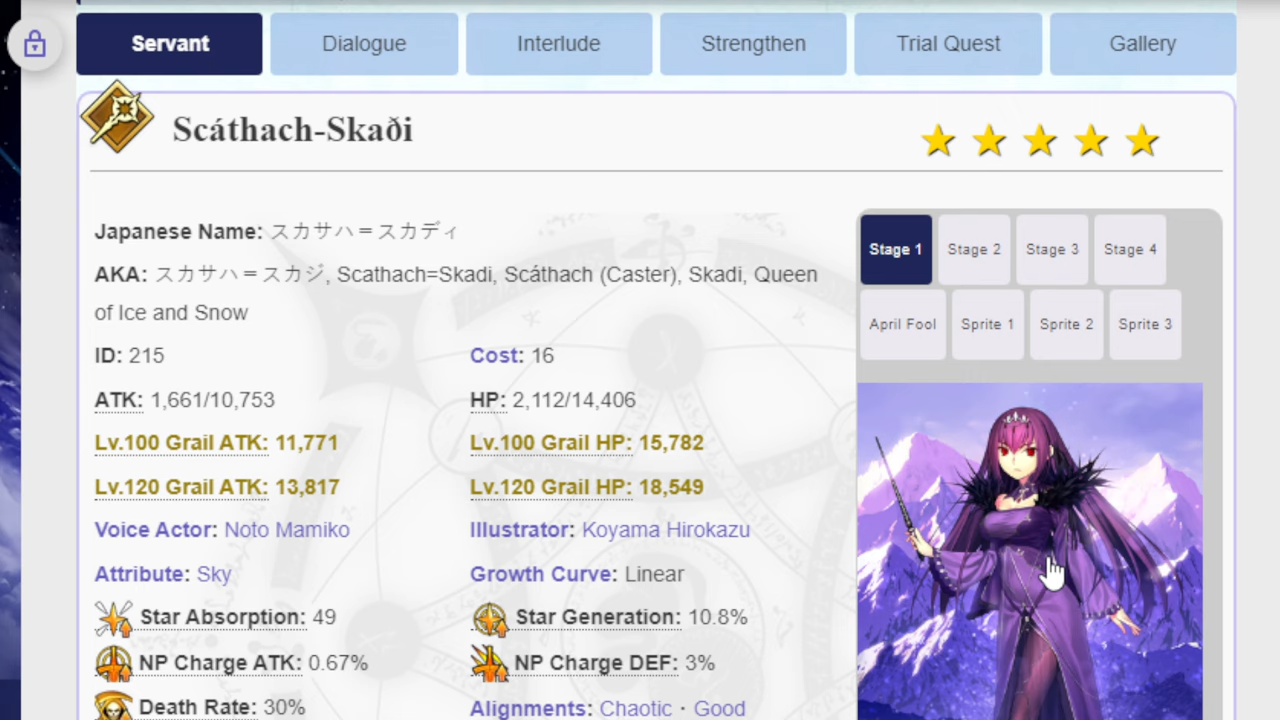 Servant Dialogue Interlude Strengthen Trial Quest Gallery
Scáthach-Skaði
Japanese Name: スカサハ＝スカディ
AKA: スカサハ＝スカジ, Scathach=Skadi, Scáthach (Caster), Skadi, Queen
of Ice and Snow
ID: 215 Cost: 16
ATK: 1,661/10,753 HP: 2,112/14,406
Lv.100 Grail ATK: 11,771 Lv.100 Grail HP: 15,782
Lv.120 Grail ATK: 13,817 Lv.120 Grail HP: 18,549
Voice Actor: Noto Mamiko Illustrator: Koyama Hirokazu
Attribute: Sky Growth Curve: Linear
Star Absorption: 49 Star Generation: 10.8%
NP Charge ATK: 0.67% NP Charge DEF: 3%
Death Rate: 30% Alignments: Chaotic・Good
Stage 1 Stage 2 Stage 3 Stage 4
April Fool Sprite 1 Sprite 2 Sprite 3